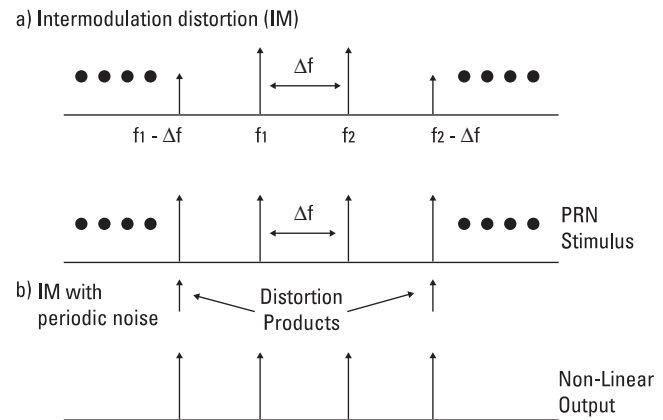 a) Intermodulation distortion (IM)
Δf
f1 - Δf f1 f2 f2 - Δf
Δf
PRN
Stimulus
b) IM with
periodic noise
Distortion
Products
Non-Linear
Output